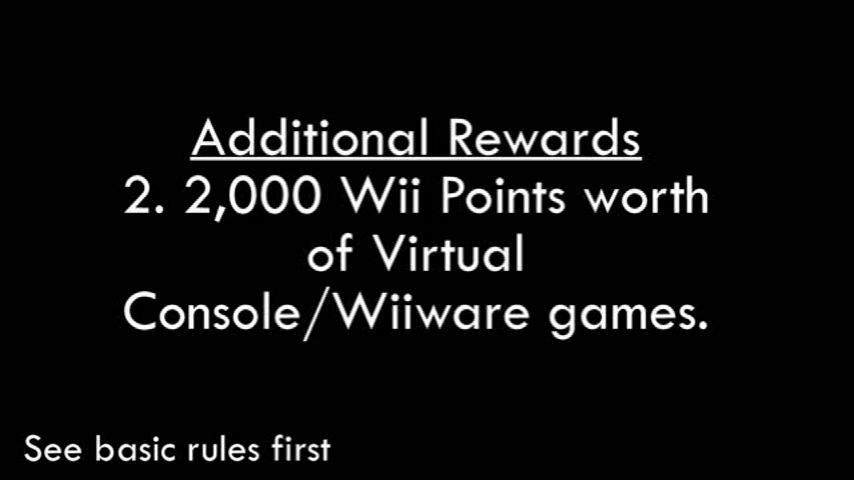 Additional Rewards
2. 2,000 Wii Points worth
of Virtual
Console/Wiiware games.
See basic rules first